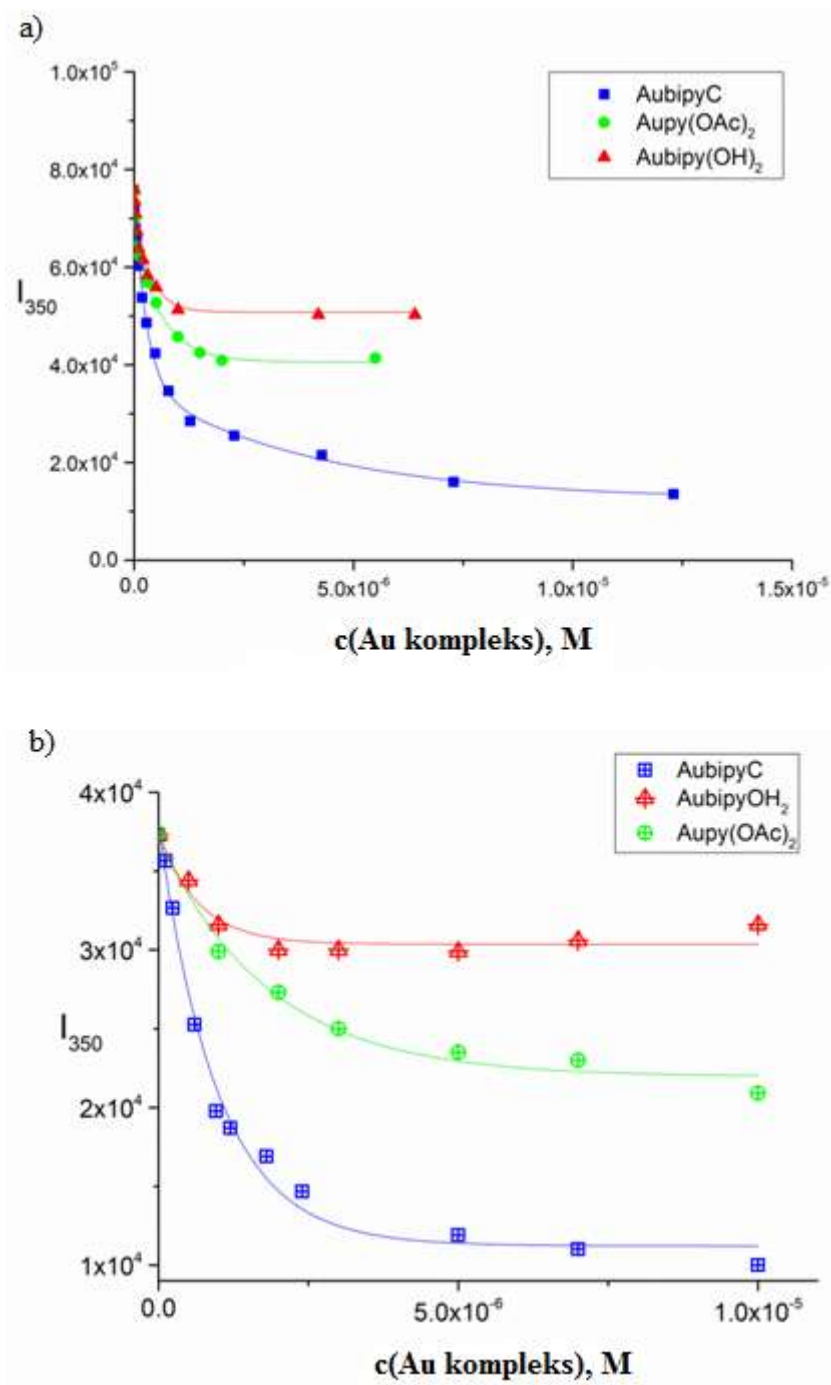 a)
1.0x10⁵
8.0x10⁴
6.0x10⁴
4.0x10⁴
2.0x10⁴
0.0
I₃₅₀
AubipyC
Aupy(OAc)₂
Aubipy(OH)₂
0.0 5.0x10⁻⁶ 1.0x10⁻⁵ 1.5x10⁻⁵
c(Au kompleks), M
b)
4x10⁴
3x10⁴
2x10⁴
1x10⁴
I₃₅₀
AubipyC
AubipyOH₂
Aupy(OAc)₂
0.0 5.0x10⁻⁶ 1.0x10⁻⁵
c(Au kompleks), M